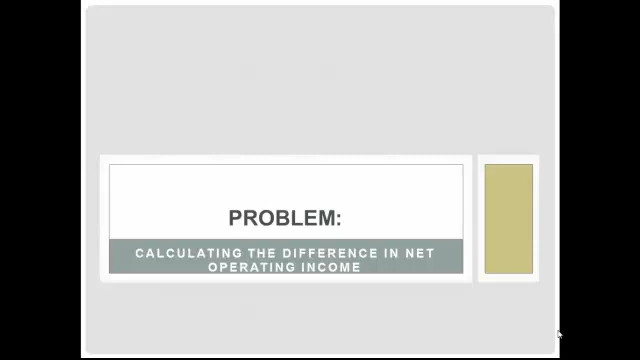 PROBLEM:
CALCULATING THE DIFFERENCE IN NET
OPERATING INCOME